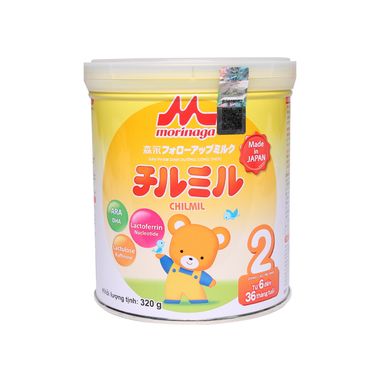 morinaga
Made in
JAPAN
森永フォローアップミルク
チルミル
CHILMIL
ARA
DHA
Lactoferrin
Nucleotide
Lactulose
Raffinose
2
Từ 6 đến
36 tháng tuổi
Khối lượng tịnh: 320 g